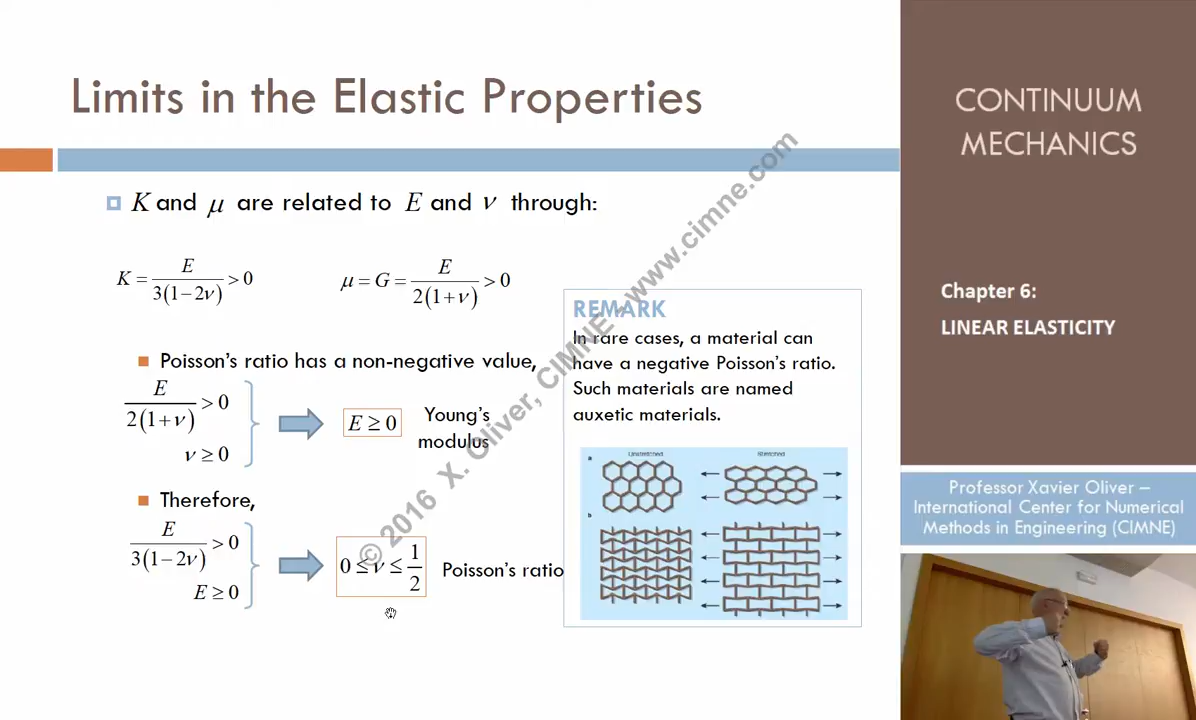 Limits in the Elastic Properties
K and μ are related to E and ν through:
K = E / 3(1−2ν) > 0
μ = G = E / 2(1+ν) > 0
Poisson's ratio has a non-negative value,
E / 2(1+ν) > 0
ν ≥ 0
E ≥ 0
Young's
modulus
Therefore,
E / 3(1−2ν) > 0
E ≥ 0
0 ≤ ν ≤ 1/2
Poisson's ratio
REMARK
In rare cases, a material can
have a negative Poisson's ratio.
Such materials are named
auxetic materials.
a
Unstretched
Stretched
b
© 2016 X. Oliver, CIMNE - www.cimne.com
CONTINUUM
MECHANICS
Chapter 6:
LINEAR ELASTICITY
Professor Xavier Oliver –
International Center for Numerical
Methods in Engineering (CIMNE)